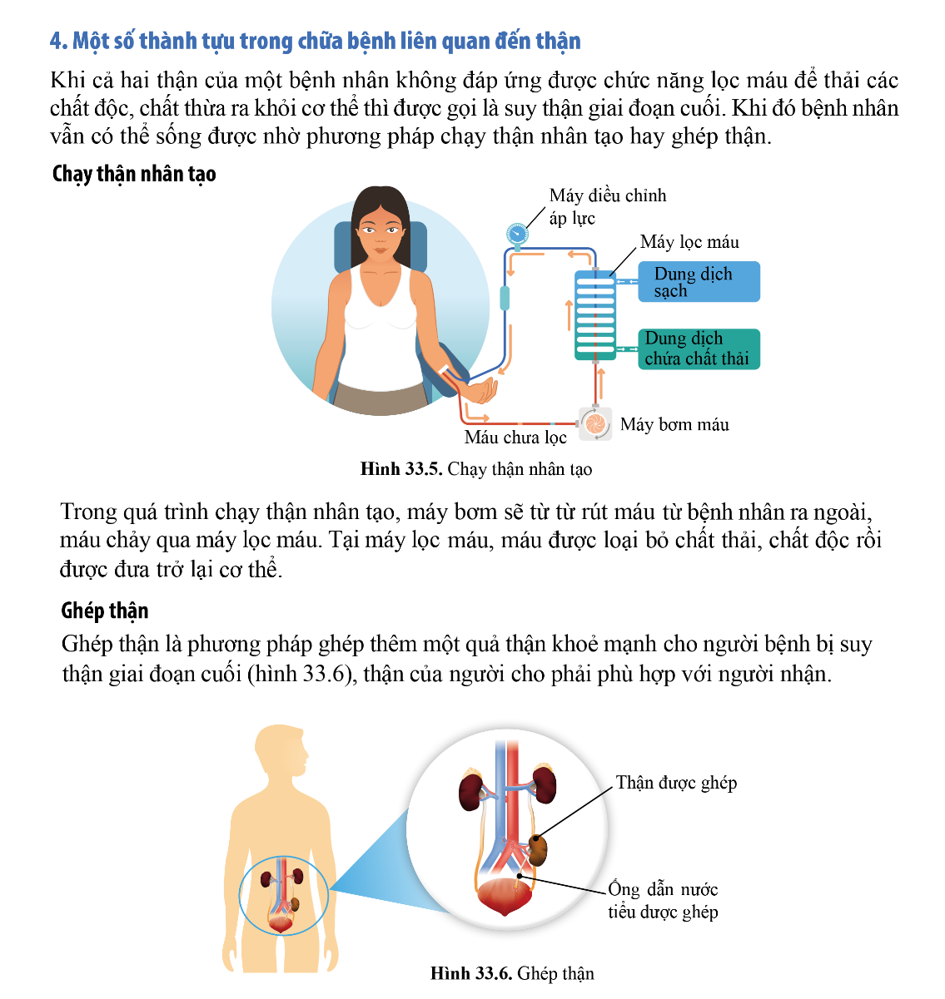 4. Một số thành tựu trong chữa bệnh liên quan đến thận
Khi cả hai thận của một bệnh nhân không đáp ứng được chức năng lọc máu để thải các
chất độc, chất thừa ra khỏi cơ thể thì được gọi là suy thận giai đoạn cuối. Khi đó bệnh nhân
vẫn có thể sống được nhờ phương pháp chạy thận nhân tạo hay ghép thận.
Chạy thận nhân tạo
Máy điều chỉnh
áp lực
Máy lọc máu
Dung dịch
sạch
Dung dịch
chứa chất thải
Máy bơm máu
Máu chưa lọc
Hình 33.5. Chạy thận nhân tạo
Trong quá trình chạy thận nhân tạo, máy bơm sẽ từ từ rút máu từ bệnh nhân ra ngoài,
máu chảy qua máy lọc máu. Tại máy lọc máu, máu được loại bỏ chất thải, chất độc rồi
được đưa trở lại cơ thể.
Ghép thận
Ghép thận là phương pháp ghép thêm một quả thận khoẻ mạnh cho người bệnh bị suy
thận giai đoạn cuối (hình 33.6), thận của người cho phải phù hợp với người nhận.
Thận được ghép
Ống dẫn nước
tiểu được ghép
Hình 33.6. Ghép thận